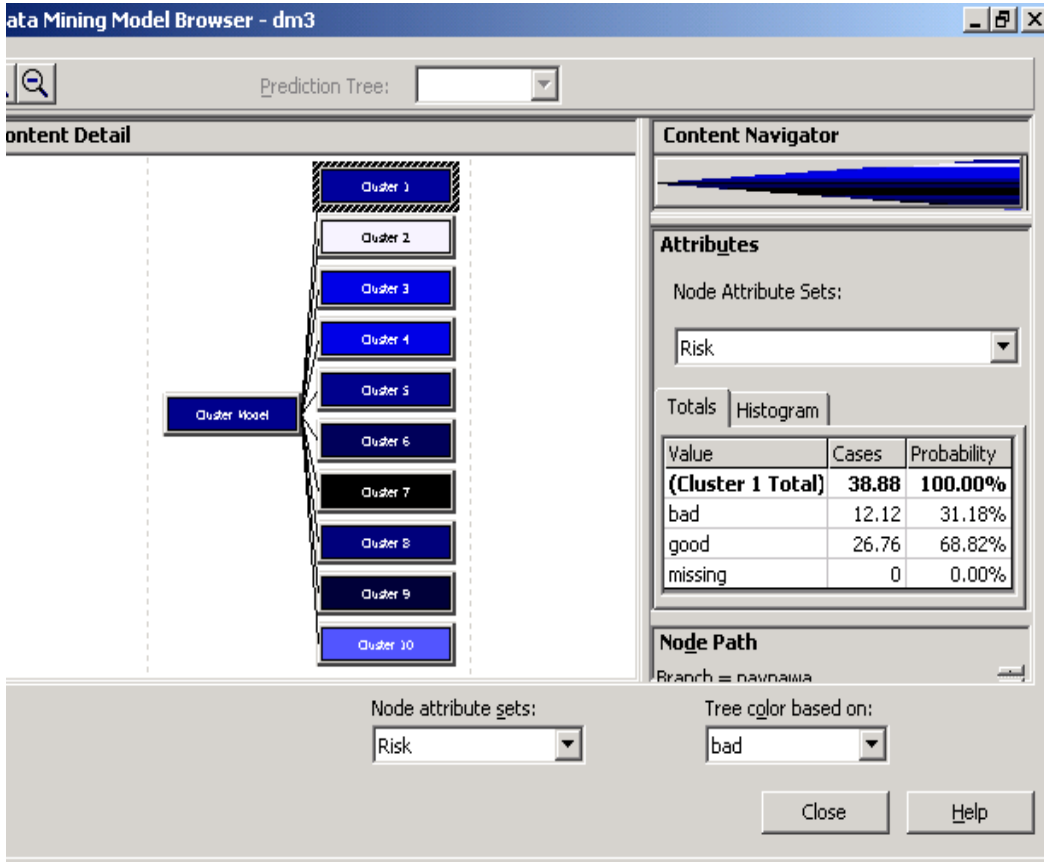 ata Mining Model Browser - dm3
Prediction Tree:
ontent Detail
Cluster 1
Cluster 2
Cluster 3
Cluster 4
Cluster 5
Cluster Model
Cluster 6
Cluster 7
Cluster 8
Cluster 9
Cluster 10
Content Navigator
Attributes
Node Attribute Sets:
Risk
Totals Histogram
Value Cases Probability
(Cluster 1 Total) 38.88 100.00%
bad 12.12 31.18%
good 26.76 68.82%
missing 0 0.00%
Node Path
Branch =
Node attribute sets: Tree color based on:
Risk bad
Close Help